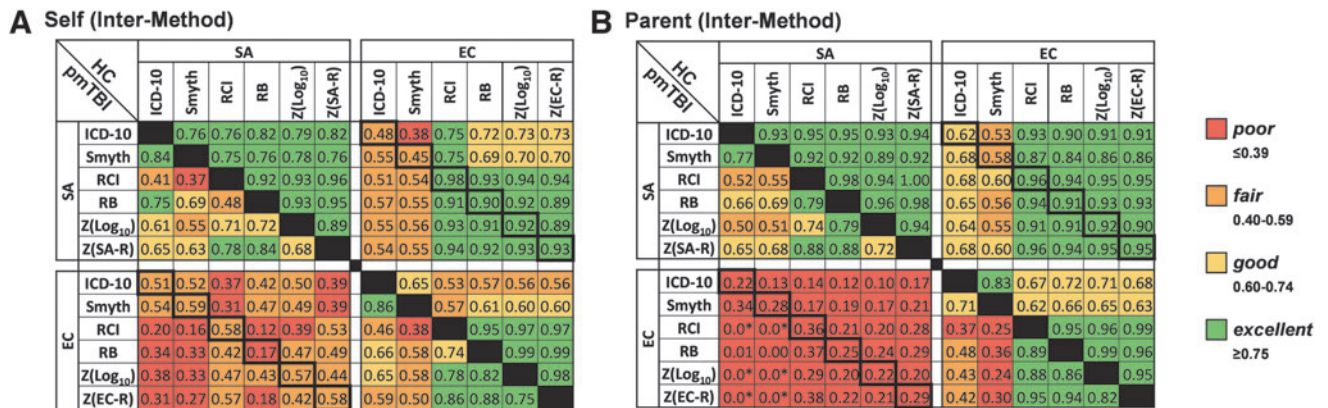 A Self (Inter-Method)
SA EC
HC
pmTBI
ICD-10 Smyth RCI RB Z(Log10) Z(SA-R) ICD-10 Smyth RCI RB Z(Log10) Z(EC-R)
SA
ICD-10 0.76 0.76 0.82 0.79 0.82 0.48 0.38 0.75 0.72 0.73 0.73
Smyth 0.84 0.75 0.76 0.78 0.76 0.55 0.45 0.75 0.69 0.70 0.70
RCI 0.41 0.37 0.92 0.93 0.96 0.51 0.54 0.98 0.93 0.94 0.94
RB 0.75 0.69 0.48 0.93 0.95 0.57 0.55 0.91 0.90 0.92 0.89
Z(Log10) 0.61 0.55 0.71 0.72 0.89 0.55 0.55 0.93 0.91 0.92 0.89
Z(SA-R) 0.65 0.63 0.78 0.84 0.68 0.54 0.55 0.94 0.92 0.93 0.93
EC
ICD-10 0.51 0.52 0.37 0.42 0.50 0.39 0.65 0.53 0.57 0.56 0.56
Smyth 0.54 0.59 0.31 0.47 0.49 0.39 0.86 0.57 0.61 0.60 0.60
RCI 0.20 0.16 0.58 0.12 0.39 0.53 0.46 0.38 0.95 0.97 0.97
RB 0.34 0.33 0.42 0.17 0.47 0.49 0.66 0.58 0.74 0.99 0.99
Z(Log10) 0.38 0.33 0.47 0.43 0.57 0.44 0.65 0.58 0.78 0.82 0.98
Z(EC-R) 0.31 0.27 0.57 0.18 0.42 0.58 0.59 0.50 0.86 0.88 0.75
B Parent (Inter-Method)
SA EC
HC
pmTBI
ICD-10 Smyth RCI RB Z(Log10) Z(SA-R) ICD-10 Smyth RCI RB Z(Log10) Z(EC-R)
SA
ICD-10 0.93 0.95 0.95 0.93 0.94 0.62 0.53 0.93 0.90 0.91 0.91
Smyth 0.77 0.92 0.92 0.89 0.92 0.68 0.58 0.87 0.84 0.86 0.86
RCI 0.52 0.55 0.98 0.94 1.00 0.68 0.60 0.96 0.94 0.95 0.95
RB 0.66 0.69 0.79 0.96 0.98 0.65 0.56 0.94 0.91 0.93 0.93
Z(Log10) 0.50 0.51 0.74 0.79 0.94 0.64 0.55 0.91 0.91 0.92 0.90
Z(SA-R) 0.65 0.68 0.88 0.88 0.72 0.68 0.60 0.96 0.94 0.95 0.95
EC
ICD-10 0.22 0.13 0.14 0.12 0.10 0.17 0.83 0.67 0.72 0.71 0.68
Smyth 0.34 0.28 0.17 0.19 0.17 0.21 0.71 0.62 0.66 0.65 0.63
RCI 0.0* 0.0* 0.36 0.21 0.20 0.28 0.37 0.25 0.95 0.96 0.99
RB 0.01 0.00 0.37 0.25 0.24 0.29 0.48 0.36 0.89 0.99 0.96
Z(Log10) 0.0* 0.0* 0.29 0.20 0.22 0.20 0.43 0.24 0.88 0.86 0.95
Z(EC-R) 0.0* 0.0* 0.38 0.22 0.21 0.29 0.42 0.30 0.95 0.94 0.82
poor
≤0.39
fair
0.40-0.59
good
0.60-0.74
excellent
≥0.75